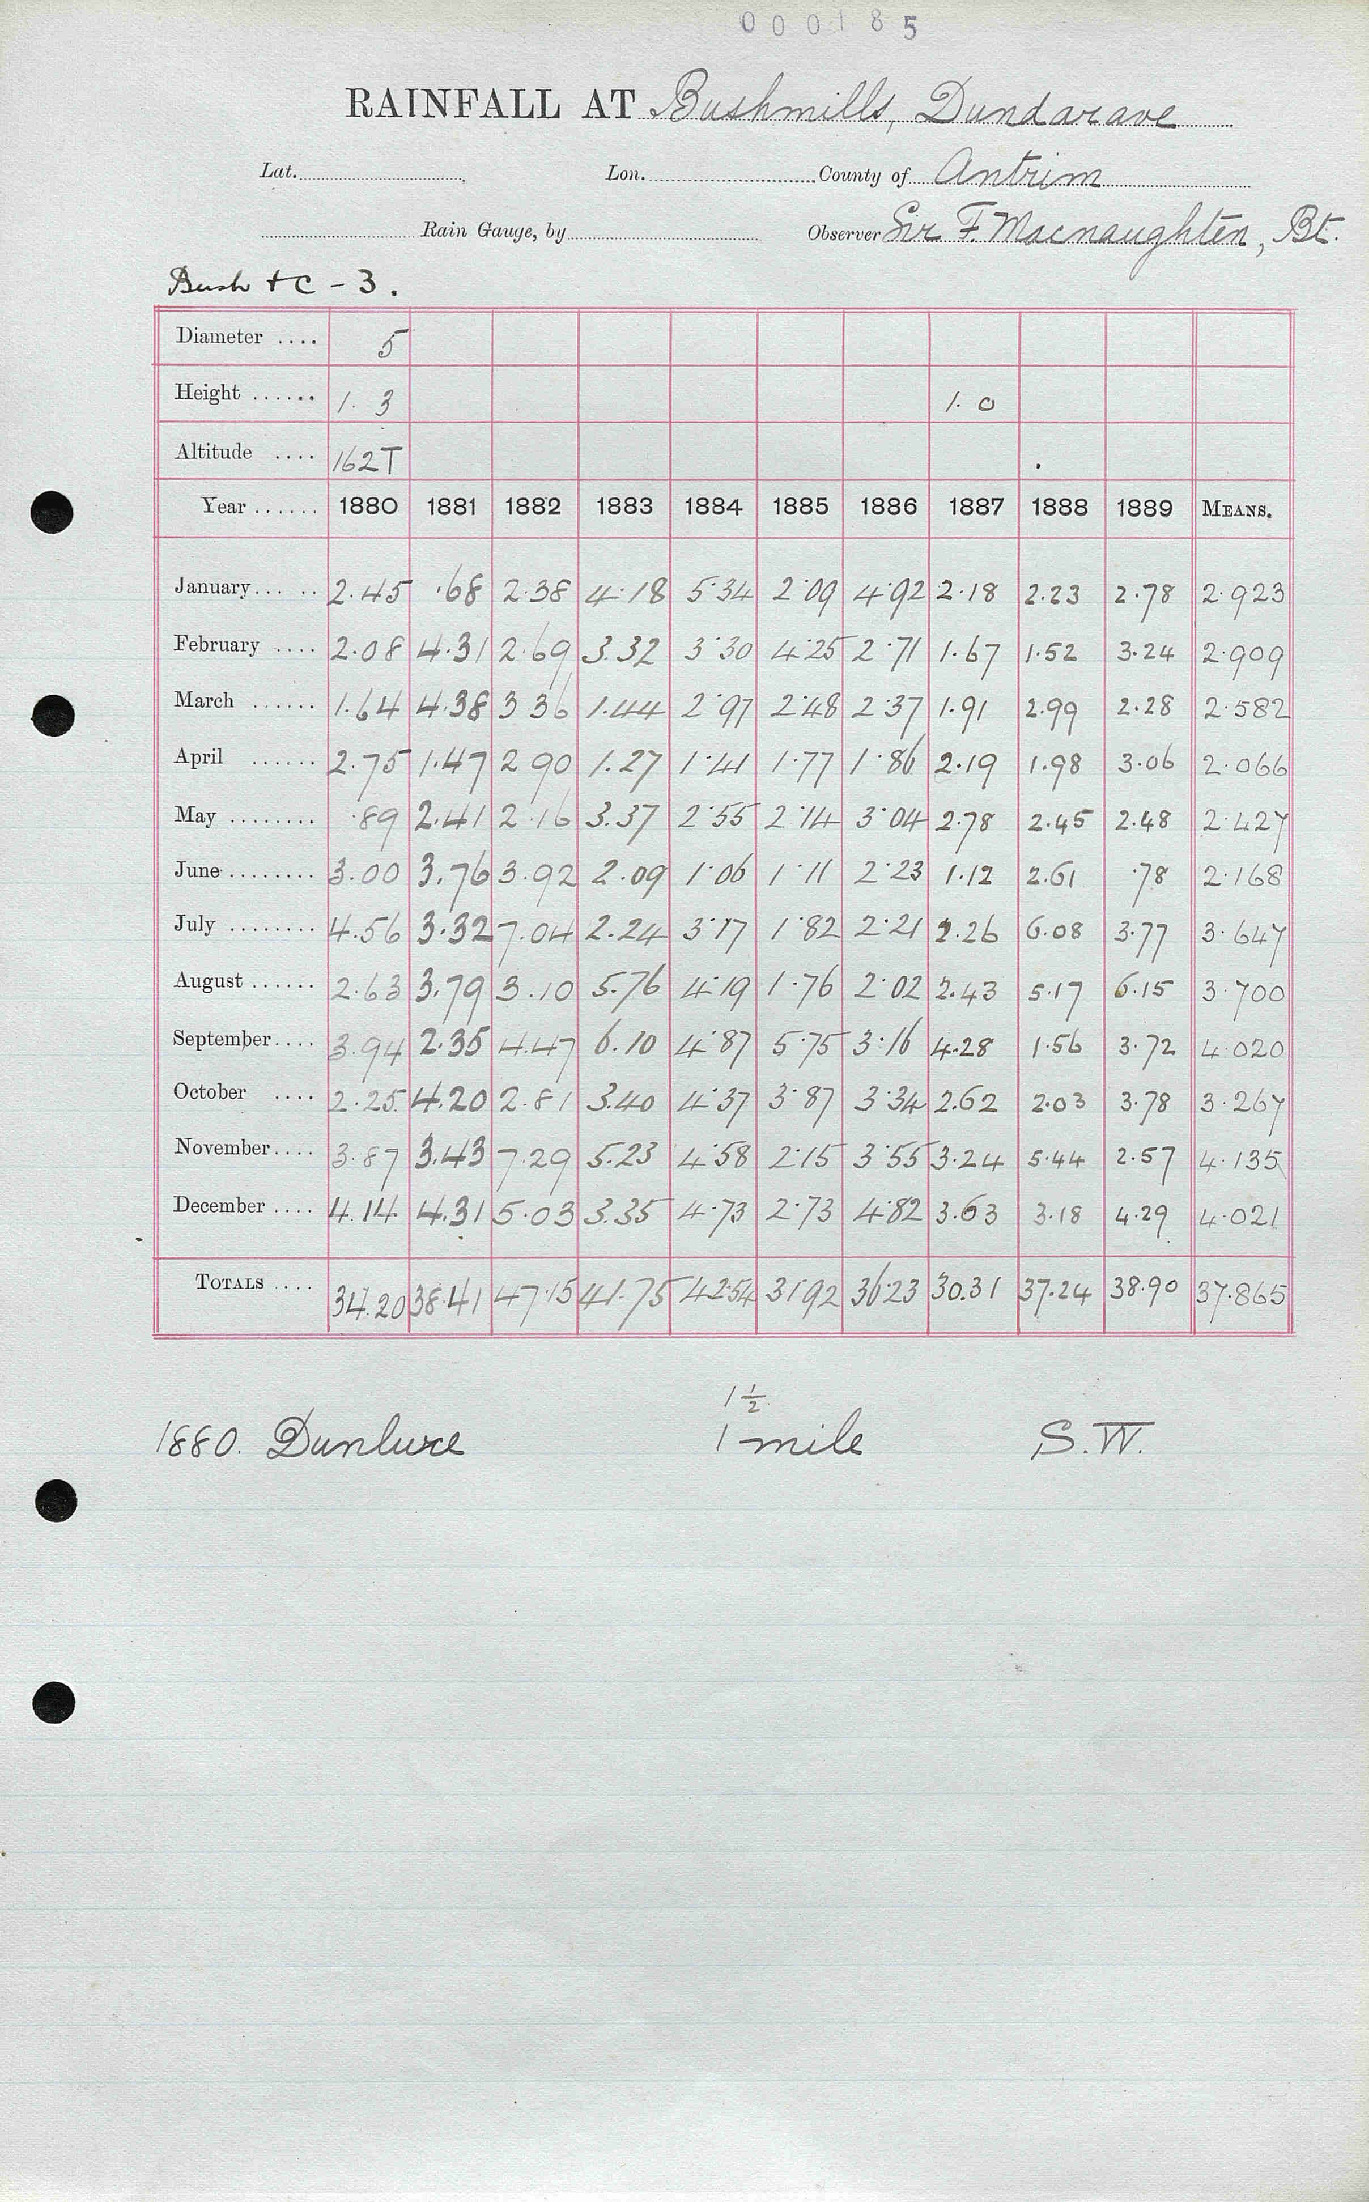 000185
RAINFALL AT Bushmills, Dundarave
Lat. Lon. County of Antrim
Rain Gauge, by Observer Sir F. Macnaughten, Bt.
Bush + C - 3.
Diameter .... 5
Height ...... 1. 3 1. 0
Altitude .... 162T
Year ...... 1880 1881 1882 1883 1884 1885 1886 1887 1888 1889 MEANS.
January... .. 2.45 .68 2.38 4.18 5.34 2.09 4.92 2.18 2.23 2.78 2.923
February .... 2.08 4.31 2.69 3.32 3.30 4.25 2.71 1.67 1.52 3.24 2.909
March ...... 1.64 4.38 3 36 1.44 2.97 2.48 2.37 1.91 2.99 2.28 2.582
April ...... 2.75 1.47 2 90 1.27 1.41 1.77 1.86 2.19 1.98 3.06 2.066
May ........ .89 2.41 2.16 3.37 2.55 2.14 3.04 2.78 2.45 2.48 2.427
June ........ 3.00 3.76 3.92 2.09 1.06 1.11 2.23 1.12 2.61 .78 2.168
July ........ 4.56 3.32 7.04 2.24 3.17 1.82 2.21 2.26 6.08 3.77 3.647
August ...... 2.63 3.79 3.10 5.76 4.19 1.76 2.02 2.43 5.17 6.15 3.700
September.... 3.94 2.35 4.47 6.10 4.87 5.75 3.16 4.28 1.56 3.72 4.020
October .... 2.25 4.20 2.81 3.40 4.37 3.87 3.34 2.62 2.03 3.78 3.267
November.... 3.87 3.43 7.29 5.23 4.58 2.15 3.55 3.24 5.44 2.57 4.135
December .... 4.14 4.31 5.03 3.35 4.73 2.73 4.82 3.63 3.18 4.29 4.021
TOTALS .... 34.20 38.41 47.15 41.75 42.54 31.92 36.23 30.31 37.24 38.90 37.865
1 1/2
1880. Dunluxe 1 mile S.W.